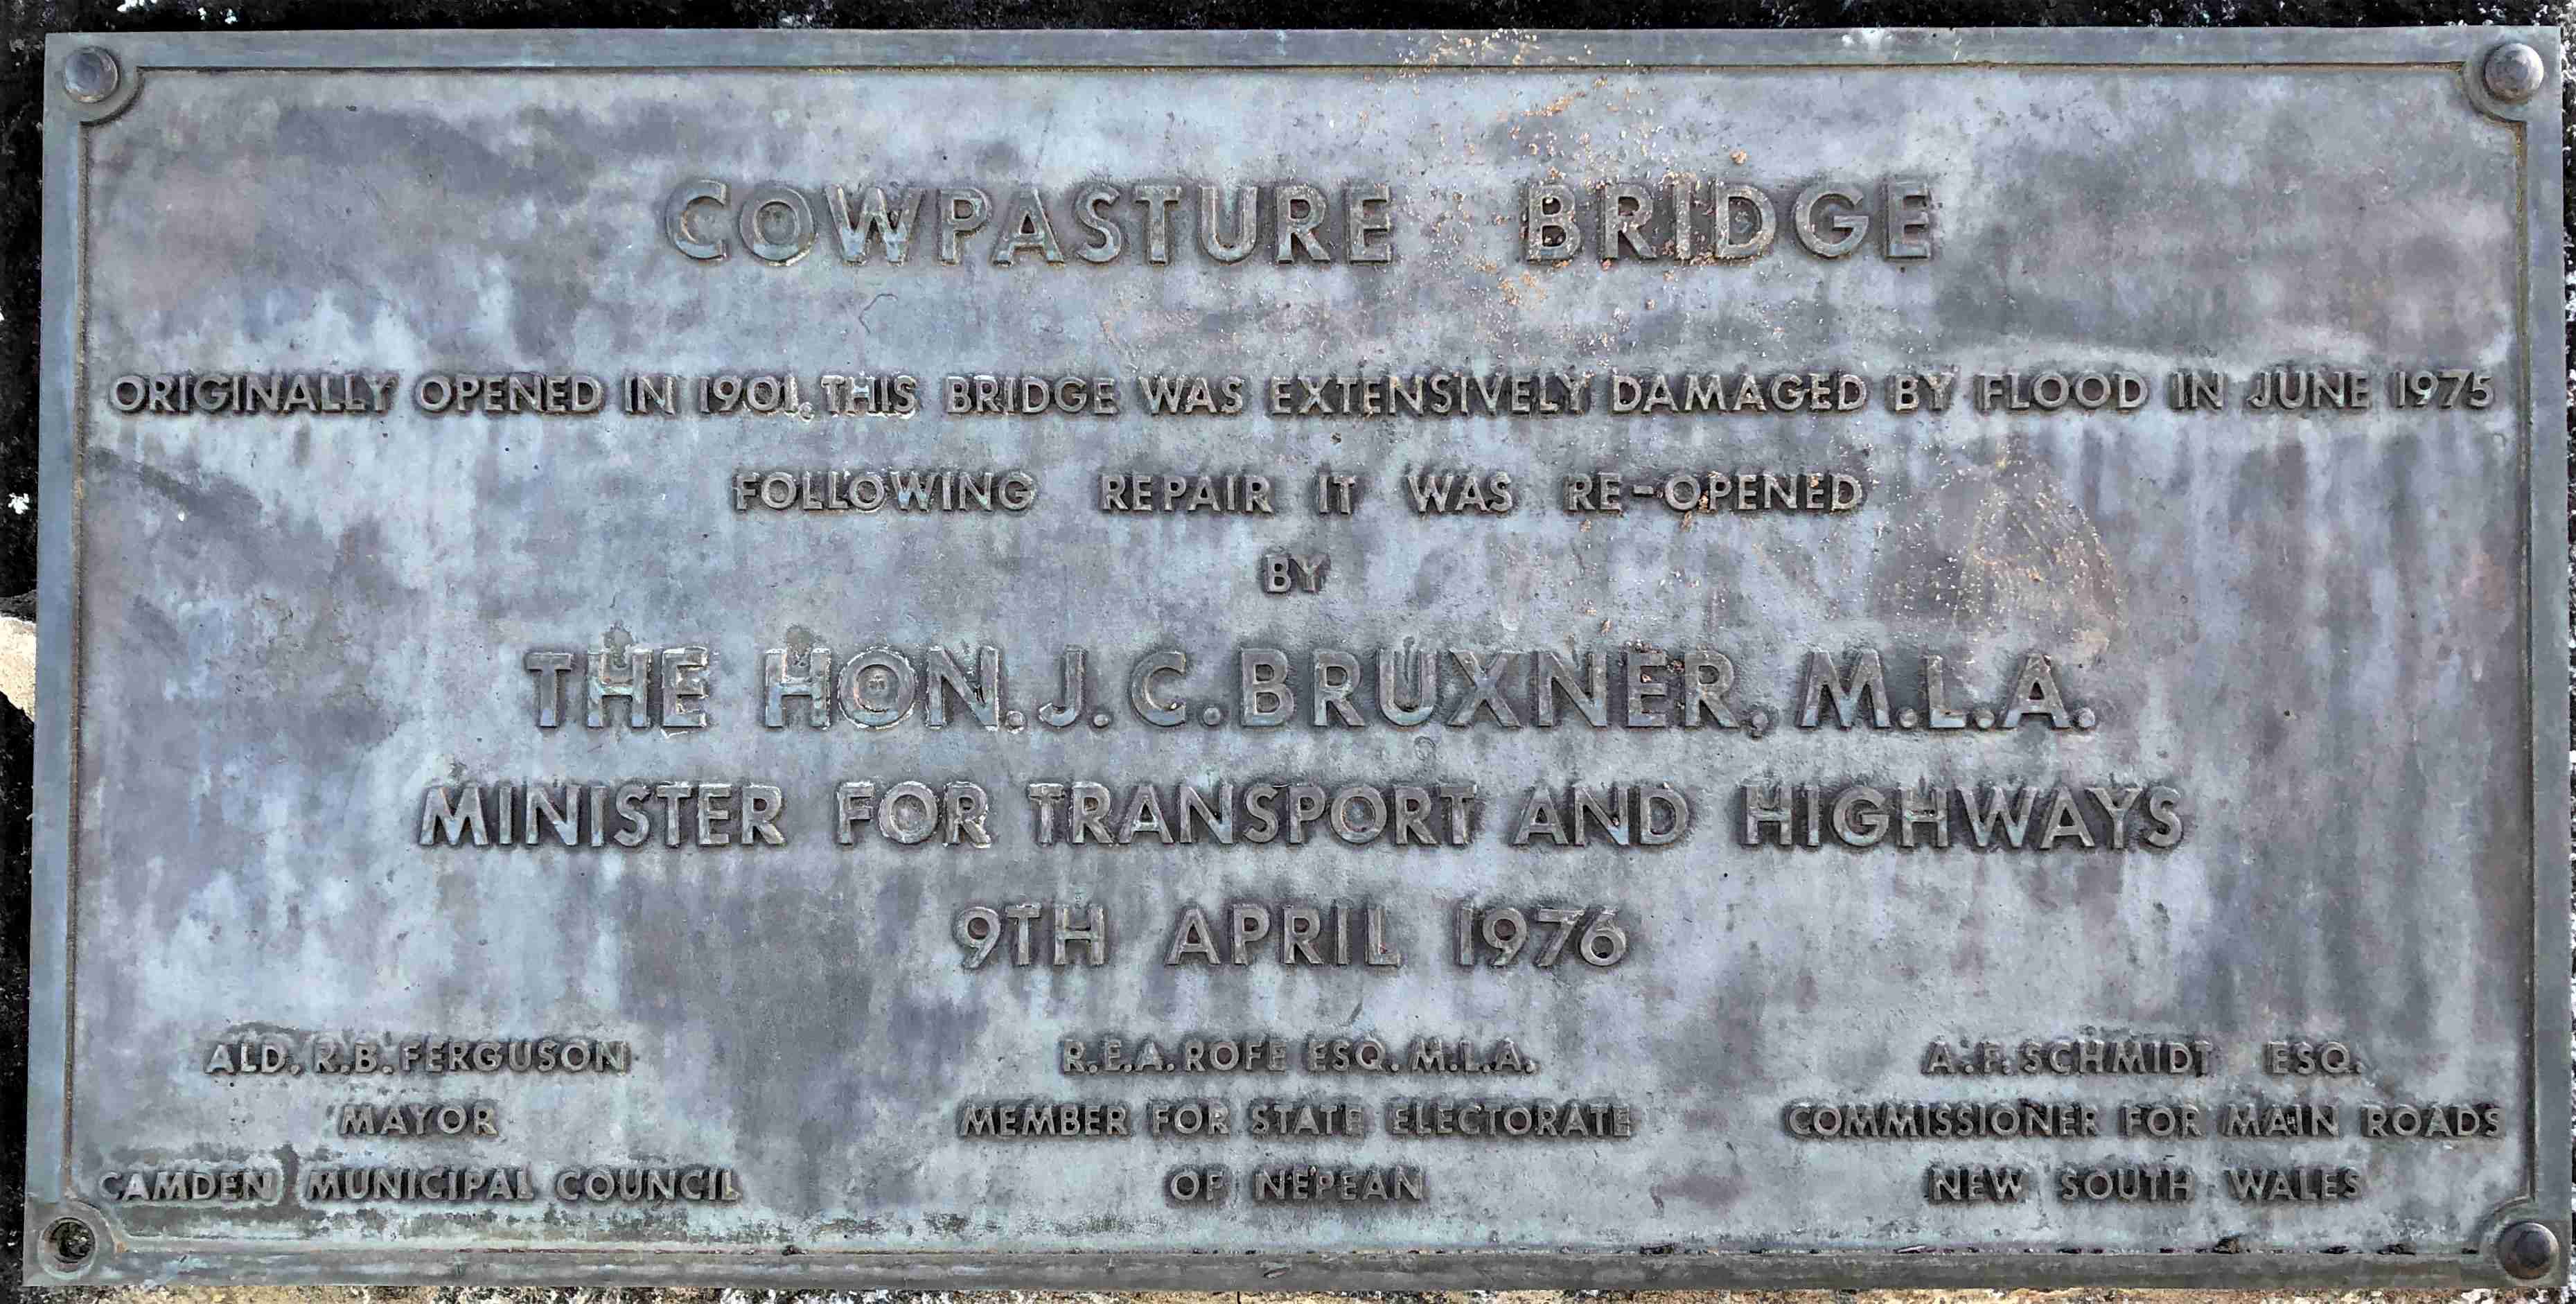 COWPASTURE BRIDGE
ORIGINALLY OPENED IN 1901, THIS BRIDGE WAS EXTENSIVELY DAMAGED BY FLOOD IN JUNE 1975
FOLLOWING REPAIR IT WAS RE-OPENED
BY
THE HON. J. C. BRUXNER, M.L.A.
MINISTER FOR TRANSPORT AND HIGHWAYS
9TH APRIL 1976
ALD. R.B. FERGUSON
MAYOR
CAMDEN MUNICIPAL COUNCIL
R.E.A. ROFE ESQ. M.L.A.
MEMBER FOR STATE ELECTORATE
OF NEPEAN
A.F. SCHMIDT ESQ.
COMMISSIONER FOR MAIN ROADS
NEW SOUTH WALES